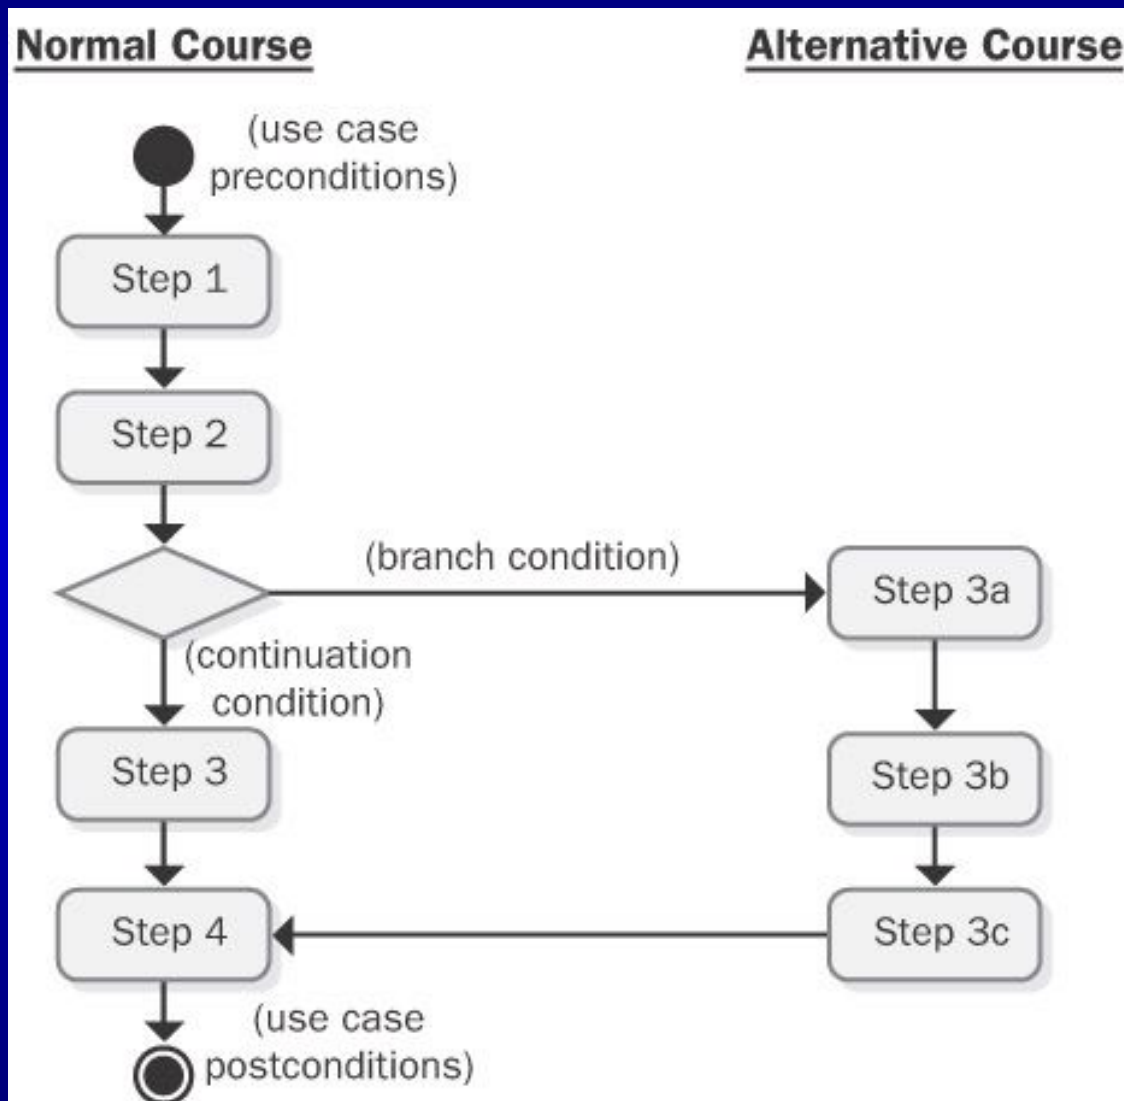 Normal Course
Alternative Course
(use case
preconditions)
Step 1
Step 2
(branch condition)
Step 3a
(continuation
condition)
Step 3
Step 3b
Step 4
Step 3c
(use case
postconditions)